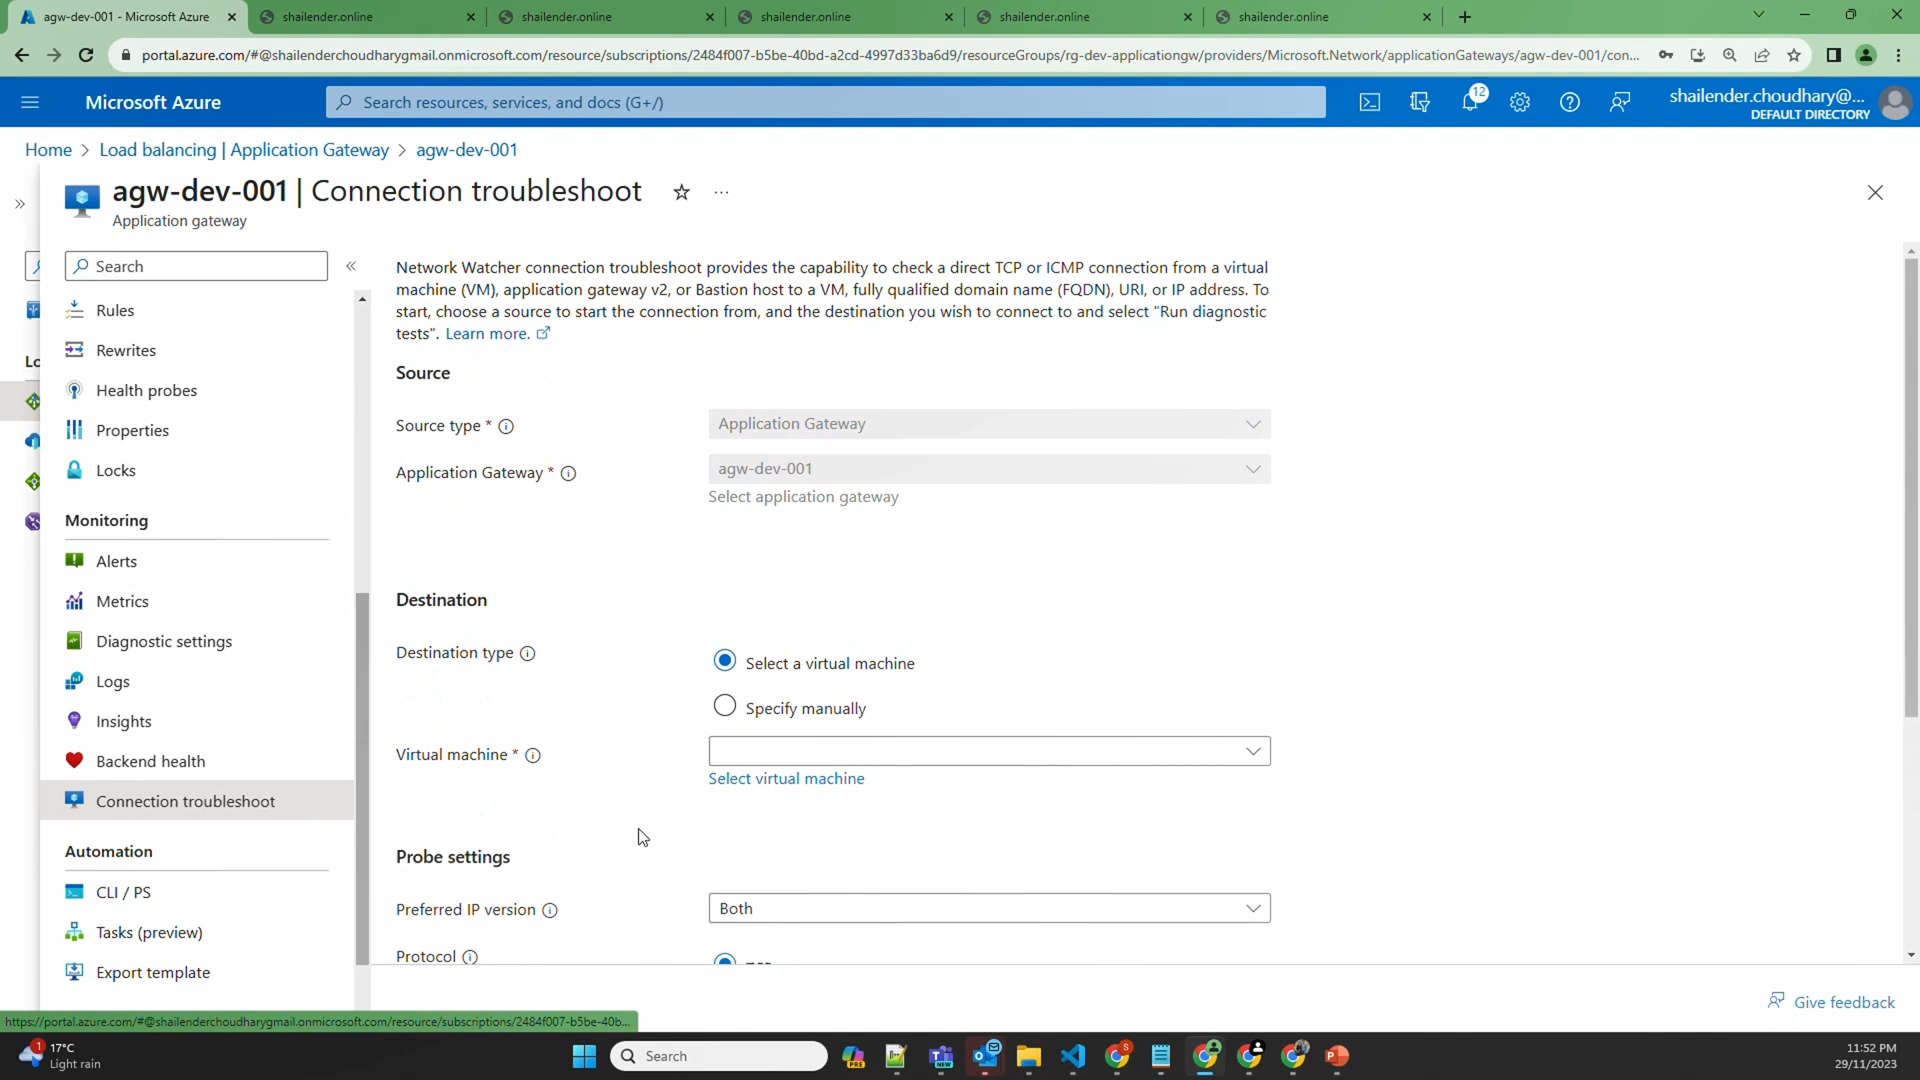 agw-dev-001 - Microsoft Azure
shailender.online
shailender.online
shailender.online
shailender.online
shailender.online
portal.azure.com/#@shailenderchoudharygmail.onmicrosoft.com/resource/subscriptions/2484f007-b5be-40bd-a2cd-4997d33ba6d9/resourceGroups/rg-dev-applicationgw/providers/Microsoft.Network/applicationGateways/agw-dev-001/con...
Microsoft Azure
Search resources, services, and docs (G+/)
12
shailender.choudhary@...
DEFAULT DIRECTORY
Home > Load balancing | Application Gateway > agw-dev-001
agw-dev-001 | Connection troubleshoot
Application gateway
Search
Lo
Rules
Rewrites
Health probes
Properties
Locks
Monitoring
Alerts
Metrics
Diagnostic settings
Logs
Insights
Backend health
Connection troubleshoot
Automation
CLI / PS
Tasks (preview)
Export template
Network Watcher connection troubleshoot provides the capability to check a direct TCP or ICMP connection from a virtual
machine (VM), application gateway v2, or Bastion host to a VM, fully qualified domain name (FQDN), URI, or IP address. To
start, choose a source to start the connection from, and the destination you wish to connect to and select "Run diagnostic
tests". Learn more.
Source
Source type *
Application Gateway
Application Gateway *
agw-dev-001
Select application gateway
Destination
Destination type
Select a virtual machine
Specify manually
Virtual machine *
Select virtual machine
Probe settings
Preferred IP version
Both
Protocol
Give feedback
https://portal.azure.com/#@shailenderchoudharygmail.onmicrosoft.com/resource/subscriptions/2484f007-b5be-40b...
1
17°C
Light rain
Search
PRE
NEW
S
11:52 PM
29/11/2023